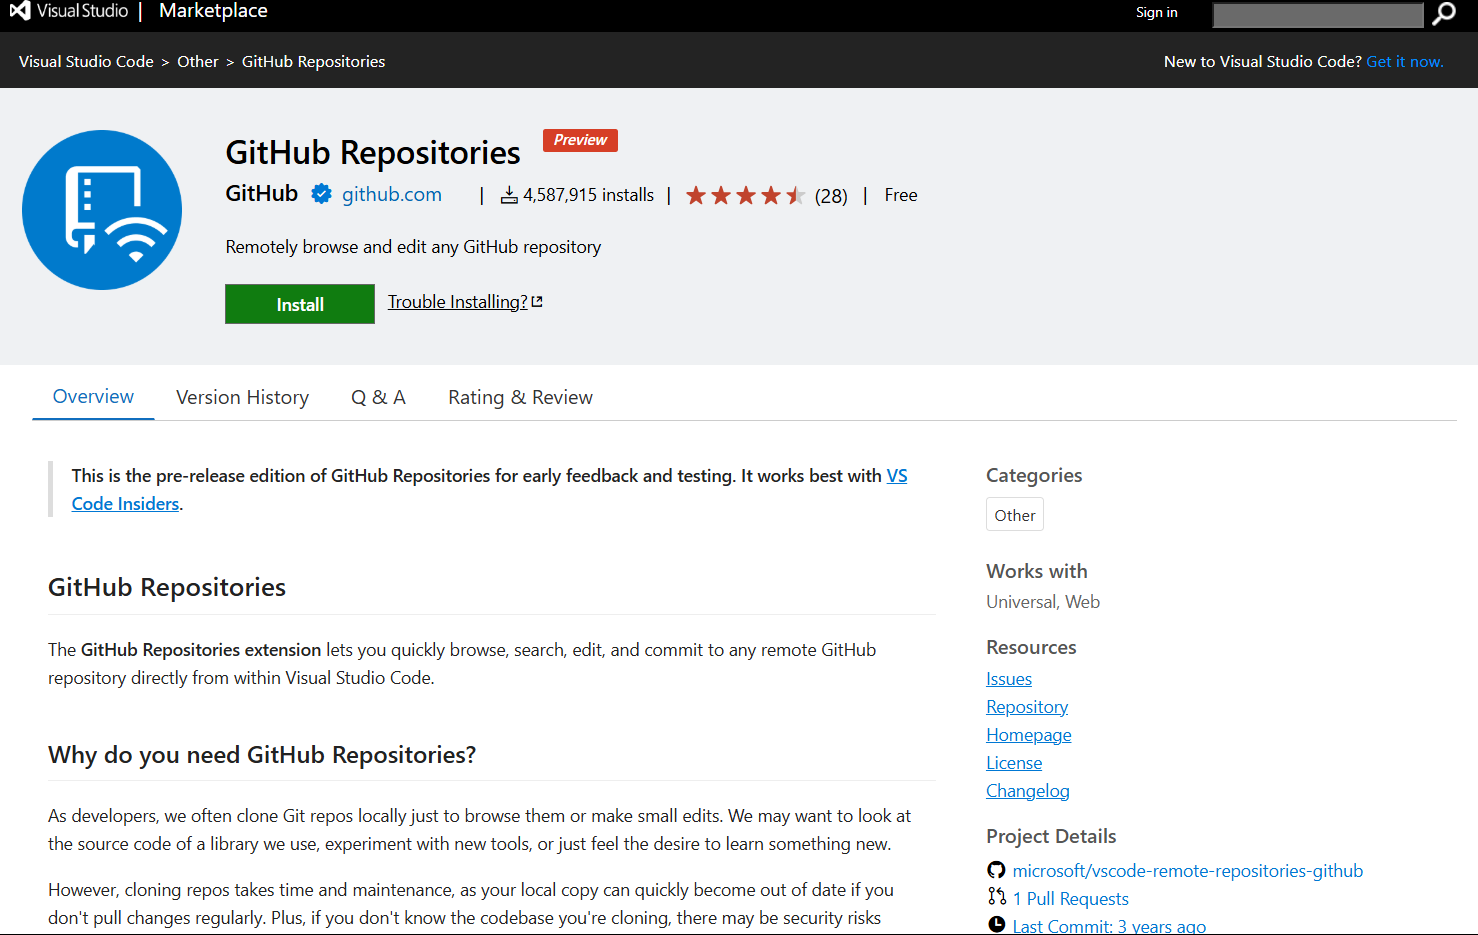 Visual Studio | Marketplace
Sign in
Visual Studio Code > Other > GitHub Repositories
New to Visual Studio Code? Get it now.
GitHub Repositories Preview
GitHub github.com | 4,587,915 installs | (28) | Free
Remotely browse and edit any GitHub repository
Install Trouble Installing?
Overview Version History Q & A Rating & Review
This is the pre-release edition of GitHub Repositories for early feedback and testing. It works best with VS
Code Insiders.
GitHub Repositories
The GitHub Repositories extension lets you quickly browse, search, edit, and commit to any remote GitHub
repository directly from within Visual Studio Code.
Why do you need GitHub Repositories?
As developers, we often clone Git repos locally just to browse them or make small edits. We may want to look at
the source code of a library we use, experiment with new tools, or just feel the desire to learn something new.
However, cloning repos takes time and maintenance, as your local copy can quickly become out of date if you
don't pull changes regularly. Plus, if you don't know the codebase you're cloning, there may be security risks
Categories
Other
Works with
Universal, Web
Resources
Issues
Repository
Homepage
License
Changelog
Project Details
microsoft/vscode-remote-repositories-github
1 Pull Requests
Last Commit: 3 years ago